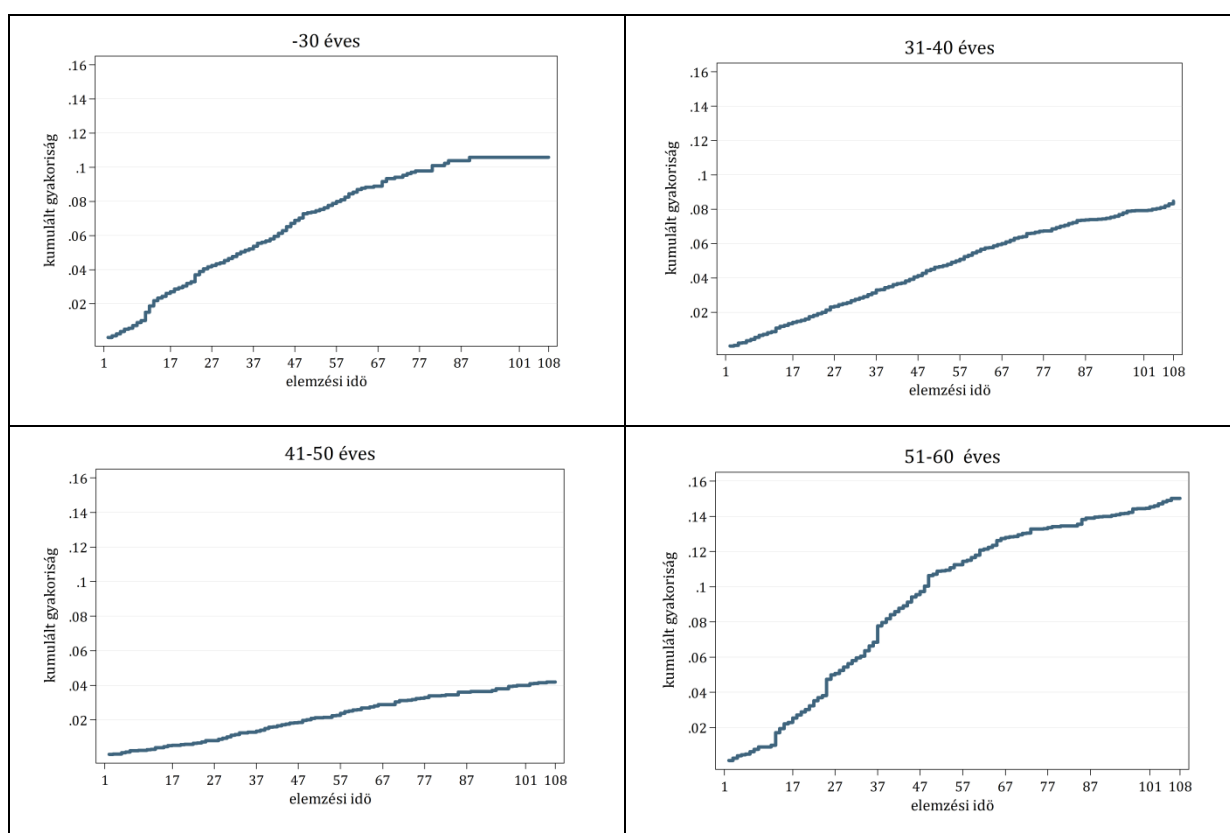 -30 éves
.16
.14
.12
.1
.08
.06
.04
.02
kumulált gyakoriság
1 17 27 37 47 57 67 77 87 101 108
elemzési idö
31-40 éves
.16
.14
.12
.1
.08
.06
.04
.02
kumulált gyakoriság
1 17 27 37 47 57 67 77 87 101 108
elemzési idö
41-50 éves
.16
.14
.12
.1
.08
.06
.04
.02
kumulált gyakoriság
1 17 27 37 47 57 67 77 87 101 108
elemzési idö
51-60 éves
.16
.14
.12
.1
.08
.06
.04
.02
kumulált gyakoriság
1 17 27 37 47 57 67 77 87 101 108
elemzési idö